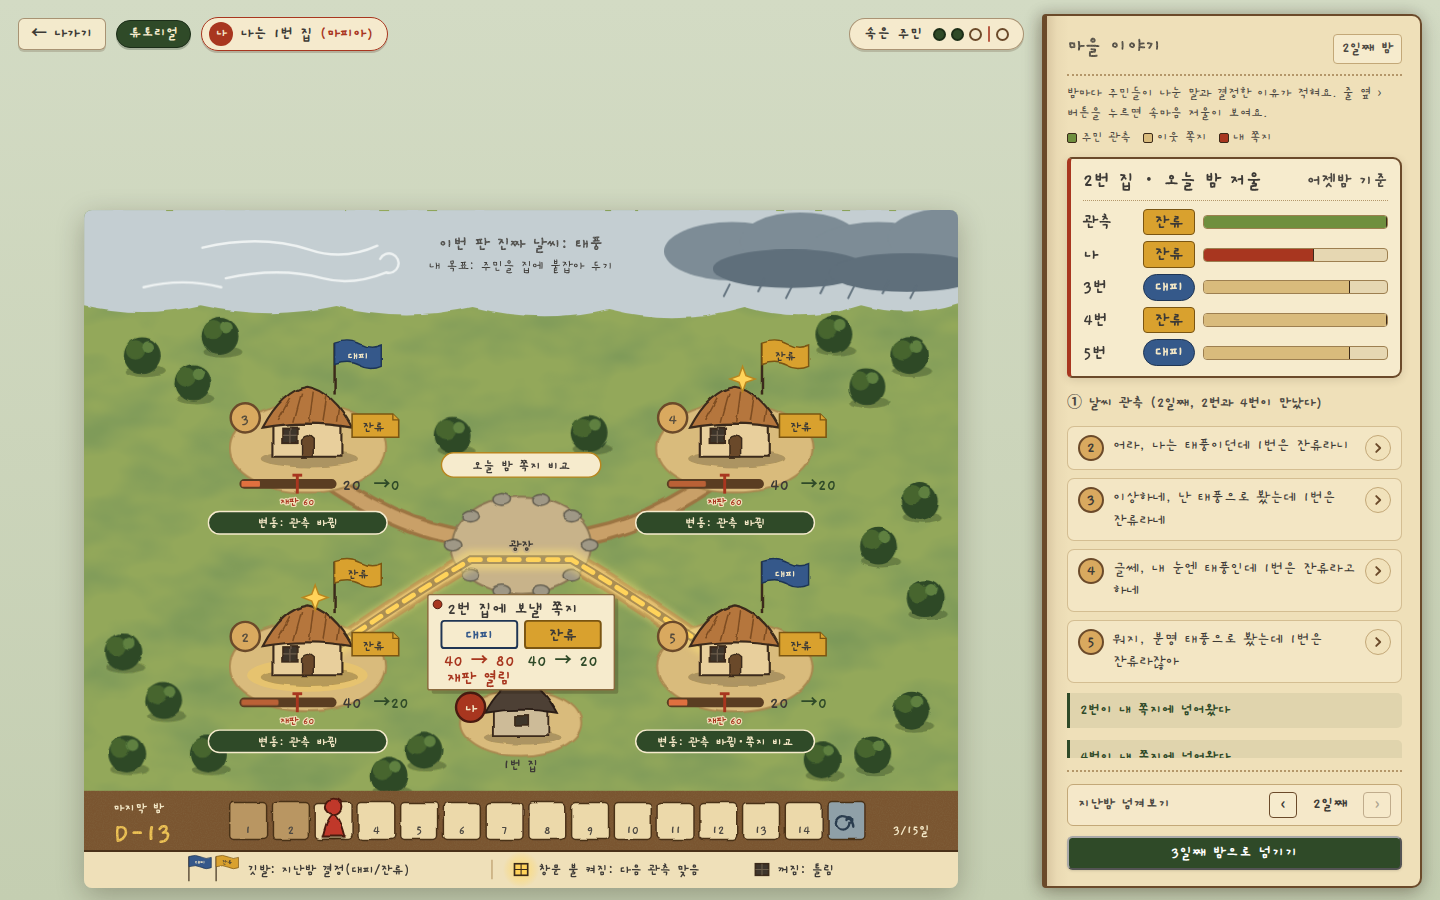 ← 나가기
튜토리얼
나 나는 1번 집 (마피아)
속은 주민
이번 판 진짜 날씨: 태풍
내 목표: 주민을 집에 붙잡아 두기
대피
3
잔류
20 →0
재판 60
변동: 관측 바뀜
잔류
4
잔류
40 →20
재판 60
변동: 관측 바뀜
오늘 밤 쪽지 비교
광장
잔류
2
잔류
40 →20
재판 60
변동: 관측 바뀜
대피
5
잔류
20 →0
재판 60
변동: 관측 바뀜·쪽지 비교
2번 집에 보낼 쪽지
대피 잔류
40 → 80 40 → 20
재판 열림
나
1번 집
마지막 밤
D-13
1 2 4 5 6 7 8 9 10 11 12 13 14
3/15일
대피 잔류 깃발: 지난밤 결정(대피/잔류)
창문 불 켜짐: 다음 관측 맞음
꺼짐: 틀림
마을 이야기
2일째 밤
밤마다 주민들이 나눈 말과 결정한 이유가 적혀요. 줄 옆 ›
버튼을 누르면 속마음 저울이 보여요.
주민 관측 이웃 쪽지 내 쪽지
2번 집 · 오늘 밤 저울 어젯밤 기준
관측 잔류
나 잔류
3번 대피
4번 잔류
5번 대피
① 날씨 관측 (2일째, 2번과 4번이 만났다)
2 어라, 나는 태풍이던데 1번은 잔류라니
3 이상하네, 난 태풍으로 봤는데 1번은
잔류라네
4 글쎄, 내 눈엔 태풍인데 1번은 잔류라고
하네
5 뭐지, 분명 태풍으로 봤는데 1번은
잔류라잖아
2번이 내 쪽지에 넘어왔다
4번이 내 쪽지에 넘어왔다
지난밤 넘겨보기 ‹ 2일째 ›
3일째 밤으로 넘기기